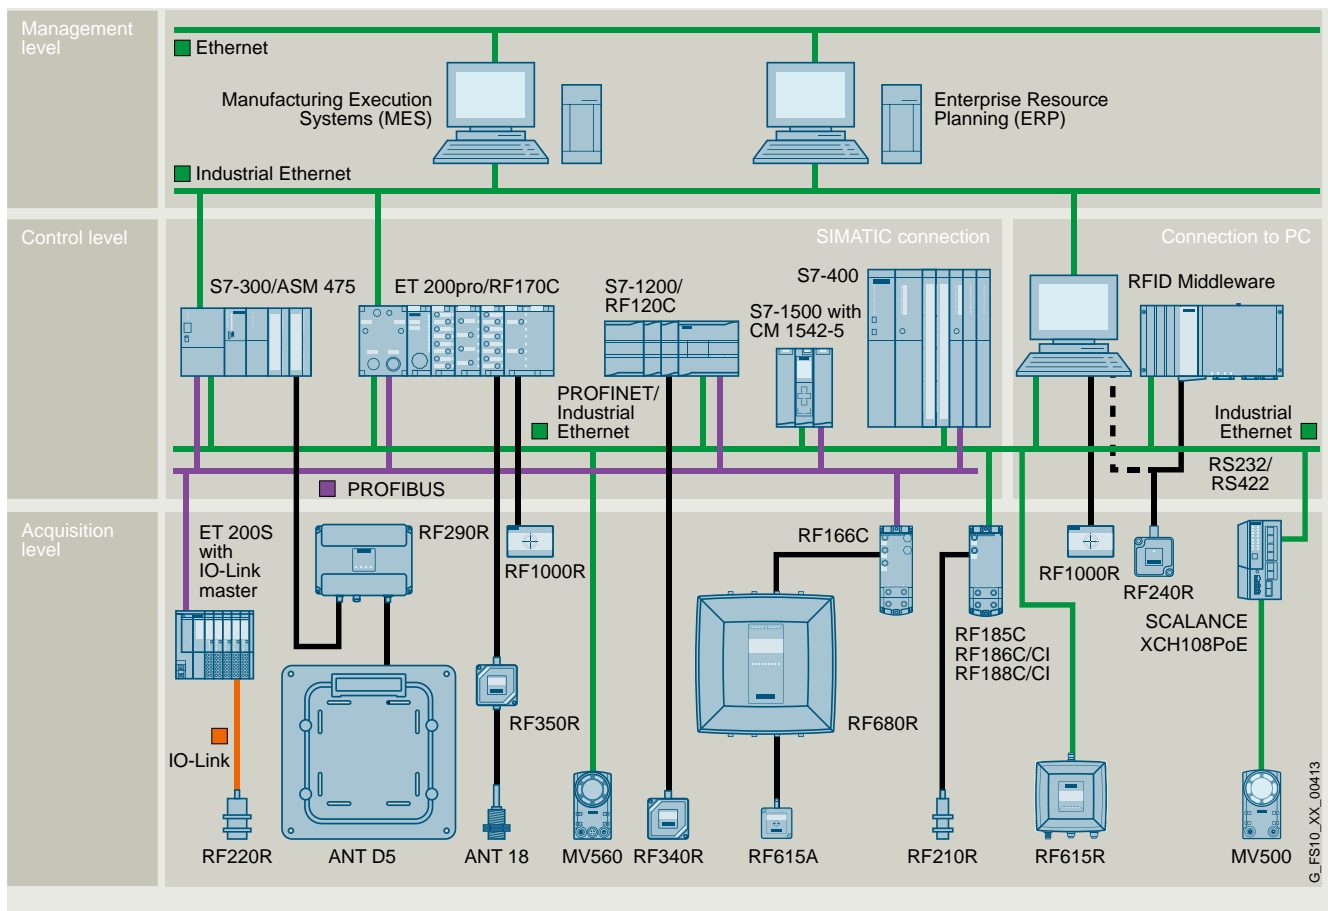 Management
level
Ethernet
Manufacturing Execution
Systems (MES)
Enterprise Resource
Planning (ERP)
Industrial Ethernet
Control level
SIMATIC connection
Connection to PC
S7-300/ASM 475
ET 200pro/RF170C
S7-1200/
RF120C
S7-1500 with
CM 1542-5
S7-400
RFID Middleware
PROFINET/
Industrial
Ethernet
Industrial
Ethernet
PROFIBUS
RS232/
RS422
Acquisition
level
ET 200S
with
IO-Link
master
RF290R
RF1000R
RF166C
RF1000R
RF240R
SCALANCE
XCH108PoE
RF185C
RF186C/CI
RF188C/CI
RF350R
RF680R
IO-Link
RF220R
ANT D5
ANT 18
MV560
RF340R
RF615A
RF210R
RF615R
MV500
G_FS10_XX_00413